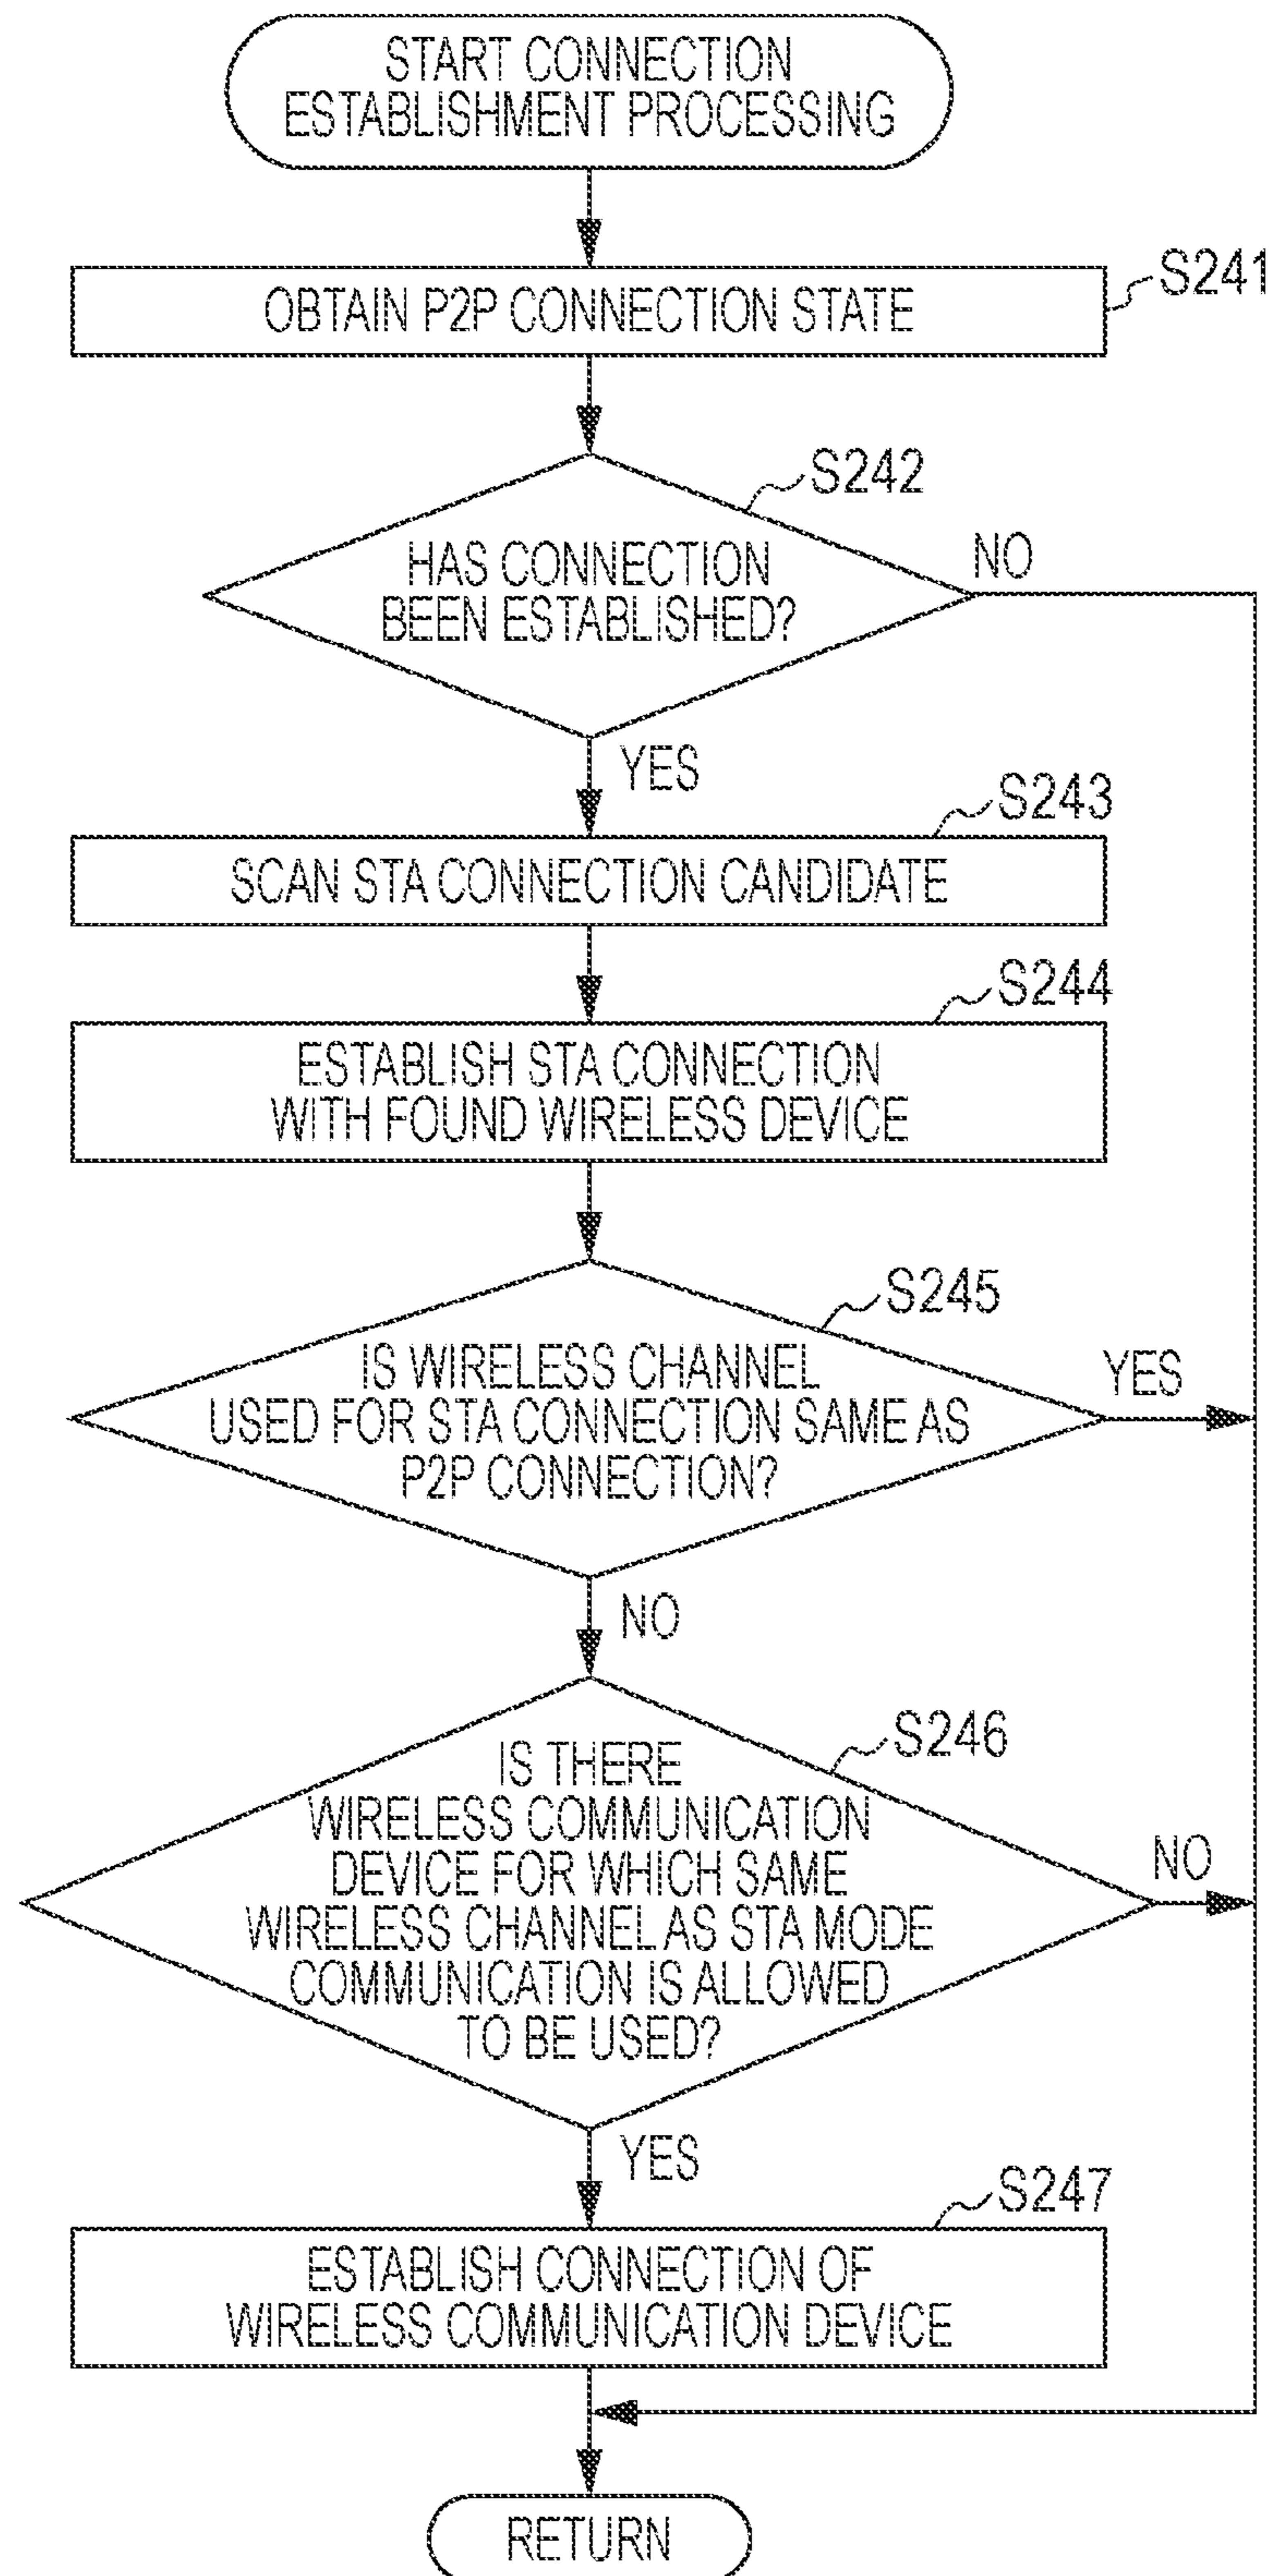 START CONNECTION
ESTABLISHMENT PROCESSING
S241
OBTAIN P2P CONNECTION STATE
S242
HAS CONNECTION
BEEN ESTABLISHED?
NO
YES
S243
SCAN STA CONNECTION CANDIDATE
S244
ESTABLISH STA CONNECTION
WITH FOUND WIRELESS DEVICE
S245
IS WIRELESS CHANNEL
USED FOR STA CONNECTION SAME AS
P2P CONNECTION?
YES
NO
S246
IS THERE
WIRELESS COMMUNICATION
DEVICE FOR WHICH SAME
WIRELESS CHANNEL AS STA MODE
COMMUNICATION IS ALLOWED
TO BE USED?
NO
YES
S247
ESTABLISH CONNECTION OF
WIRELESS COMMUNICATION DEVICE
RETURN